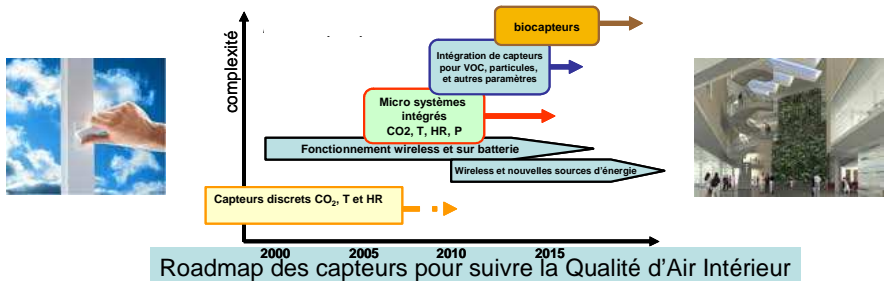 complexité
biocapteurs
Intégration de capteurs
pour VOC, particules,
et autres paramètres
Micro systèmes
intégrés
CO2, T, HR, P
Fonctionnement wireless et sur batterie
Wireless et nouvelles sources d'énergie
Capteurs discrets CO₂, T et HR
2000 2005 2010 2015
Roadmap des capteurs pour suivre la Qualité d'Air Intérieur